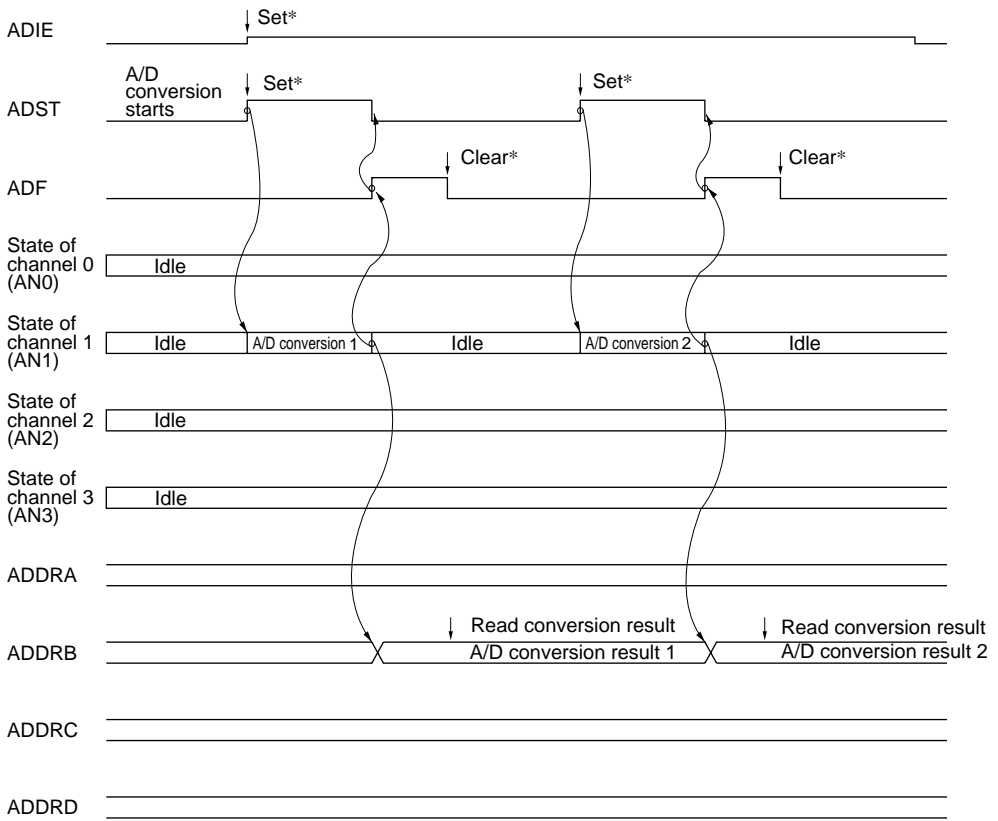 ADIE
Set*
A/D
conversion
starts
Set*
Set*
ADST
Clear*
Clear*
ADF
State of
channel 0
(AN0)
Idle
State of
channel 1
(AN1)
Idle
A/D conversion 1
Idle
A/D conversion 2
Idle
State of
channel 2
(AN2)
Idle
State of
channel 3
(AN3)
Idle
ADDRA
Read conversion result
Read conversion result
ADDRB
A/D conversion result 1
A/D conversion result 2
ADDRC
ADDRD